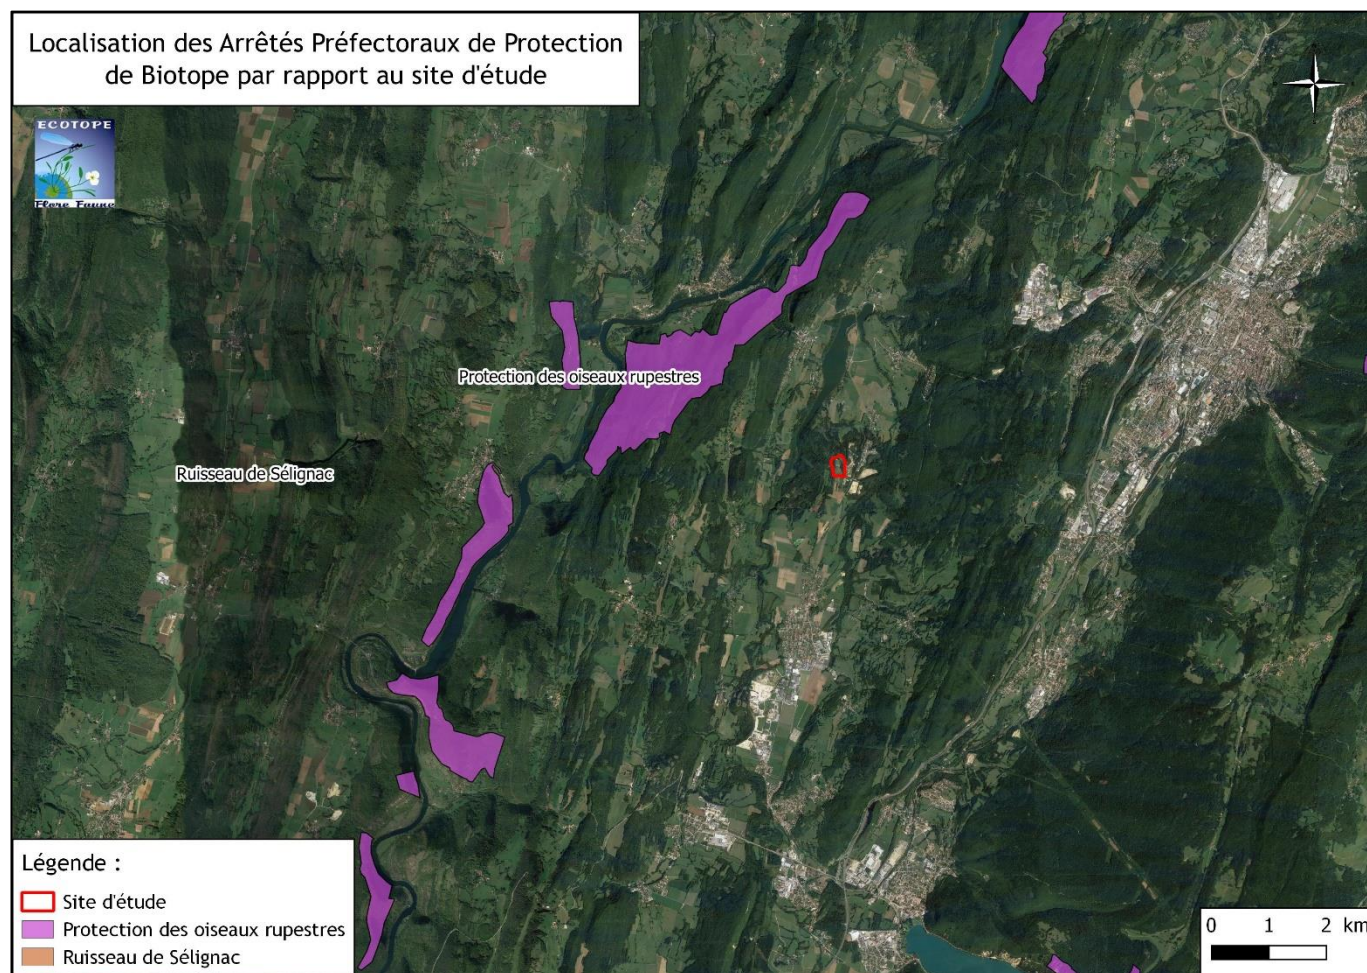 Localisation des Arrêtés Préfectoraux de Protection
de Biotope par rapport au site d'étude
ECOTOPE
Flore Faune
Protection des oiseaux rupestres
Ruisseau de Sélignac
Légende :
Site d'étude
Protection des oiseaux rupestres
Ruisseau de Sélignac
0 1 2 km